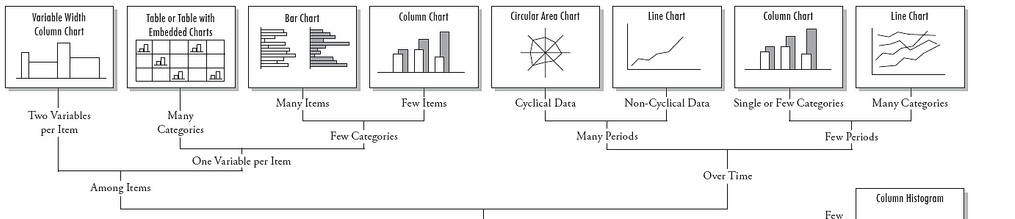 Variable Width
Column Chart
Table or Table with
Embedded Charts
Bar Chart
Column Chart
Circular Area Chart
Line Chart
Column Chart
Line Chart
Two Variables
per Item
Many
Categories
Many Items
Few Items
Cyclical Data
Non-Cyclical Data
Single or Few Categories
Many Categories
Few Categories
Many Periods
Few Periods
One Variable per Item
Among Items
Over Time
Column Histogram
Few